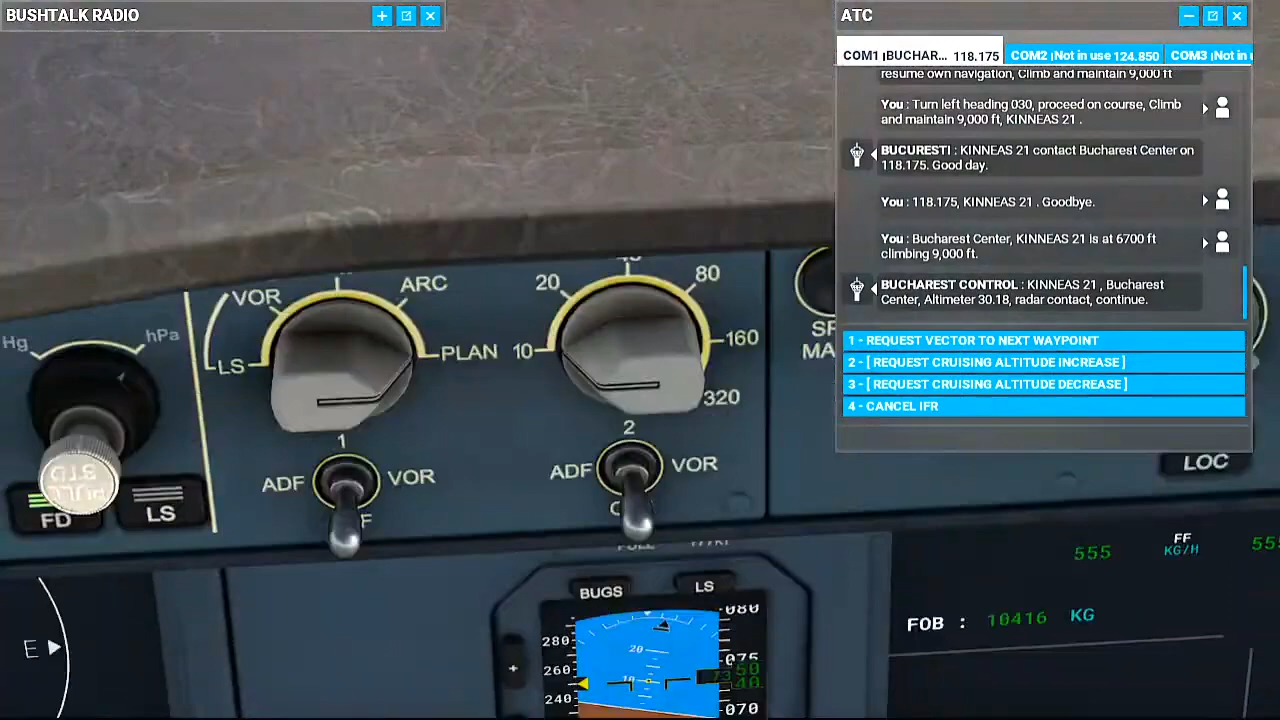 BUSHTALK RADIO
ATC
COM1 BUCHAR... 118.175
COM2 Not in use 124.850
COM3 Not in
resume own navigation, Climb and maintain 9,000 ft
You : Turn left heading 030, proceed on course, Climb
and maintain 9,000 ft, KINNEAS 21 .
BUCURESTI : KINNEAS 21 contact Bucharest Center on
118.175. Good day.
You : 118.175, KINNEAS 21 . Goodbye.
You : Bucharest Center, KINNEAS 21 is at 6700 ft
climbing 9,000 ft.
BUCHAREST CONTROL : KINNEAS 21 , Bucharest
Center, Altimeter 30.18, radar contact, continue.
1 - REQUEST VECTOR TO NEXT WAYPOINT
2 - [ REQUEST CRUISING ALTITUDE INCREASE ]
3 - [ REQUEST CRUISING ALTITUDE DECREASE ]
4 - CANCEL IFR
Hg
hPa
PULL STD
FD
LS
LS
VOR
ARC
PLAN
10
20
80
160
320
1
ADF
VOR
2
ADF
VOR
LOC
BUGS
LS
+
E
280
260
240
20
10
080
075
070
555
FF
KG/H
55
FOB : 10416 KG